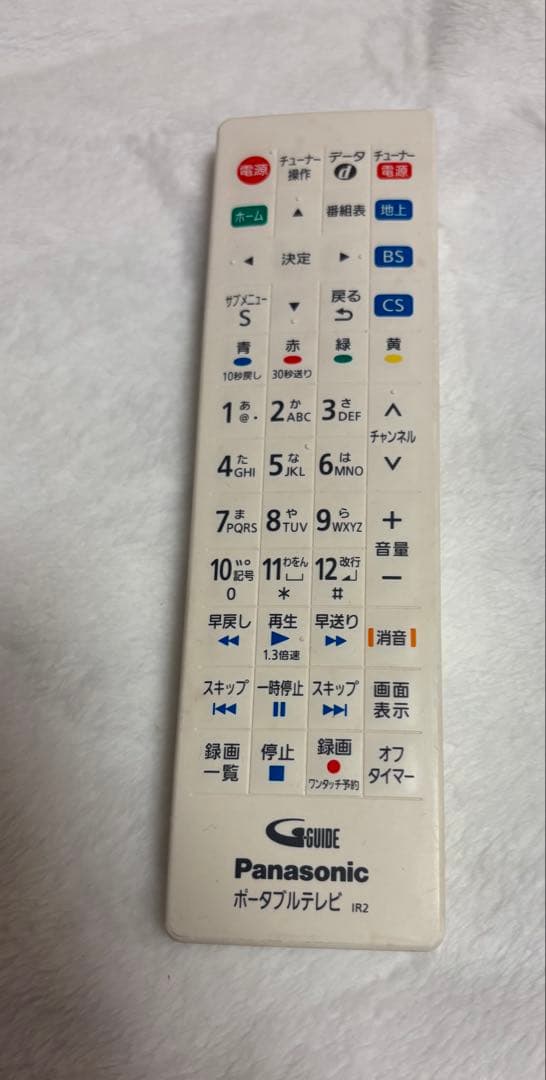 電源
チューナー
操作
データ
d
チューナー
電源
ホーム
番組表
地上
決定
BS
サブメニュー
S
戻る
CS
青
赤
緑
黄
10秒戻し
30秒送り
1 あ @.
2 か ABC
3 さ DEF
チャンネル
4 た GHI
5 な JKL
6 は MNO
7 ま PQRS
8 や TUV
9 ら WXYZ
+
音量
−
10 ゛゜ 記号
0
11 わをん
*
12 改行
#
早戻し
再生
1.3倍速
早送り
消音
スキップ
一時停止
スキップ
画面
表示
録画
一覧
停止
録画
ワンタッチ予約
オフ
タイマー
G-GUIDE
Panasonic
ポータブルテレビ IR2